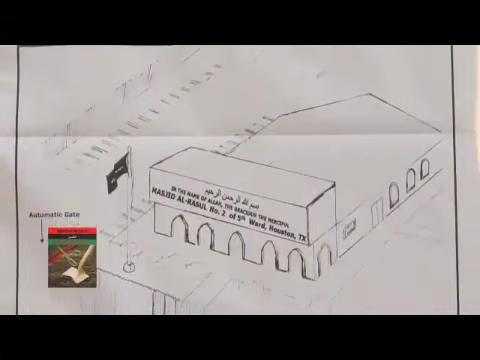 بسم الله الرحمن الرحيم
IN THE NAME OF ALLAH, THE GRACIOUS THE MERCIFUL
MASJID AL-RASUL No. 2 of 5th Ward, Houston, TX
Automatic Gate